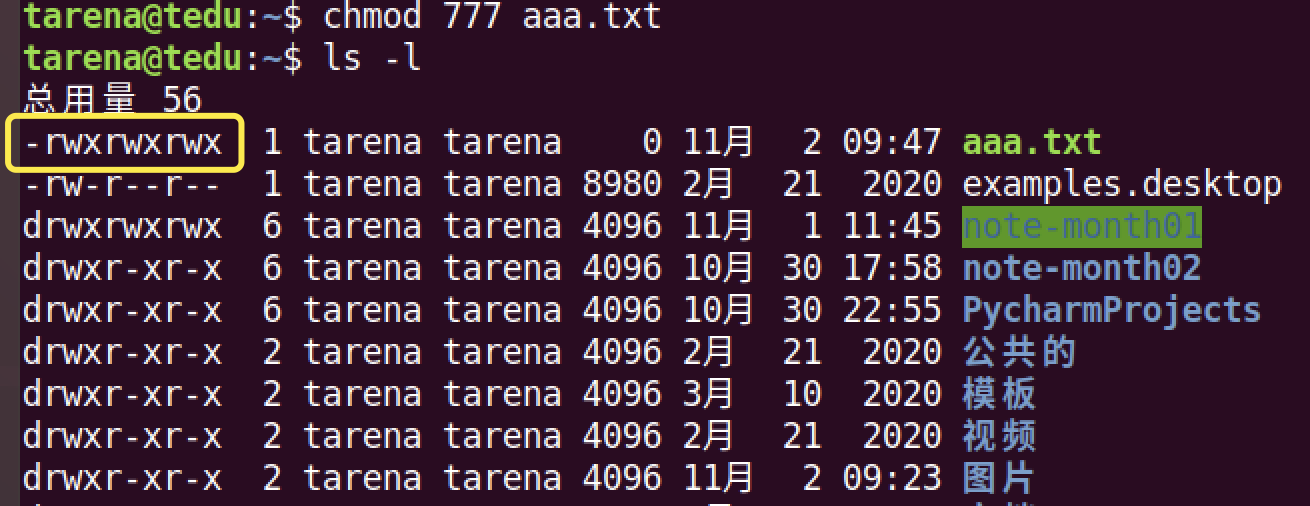 tarena@tedu:~$ chmod 777 aaa.txt
tarena@tedu:~$ ls -l
总用量 56
-rwxrwxrwx 1 tarena tarena 0 11月 2 09:47 aaa.txt
-rw-r--r-- 1 tarena tarena 8980 2月 21 2020 examples.desktop
drwxrwxrwx 6 tarena tarena 4096 11月 1 11:45 note-month01
drwxr-xr-x 6 tarena tarena 4096 10月 30 17:58 note-month02
drwxr-xr-x 6 tarena tarena 4096 10月 30 22:55 PycharmProjects
drwxr-xr-x 2 tarena tarena 4096 2月 21 2020 公共的
drwxr-xr-x 2 tarena tarena 4096 3月 10 2020 模板
drwxr-xr-x 2 tarena tarena 4096 2月 21 2020 视频
drwxr-xr-x 2 tarena tarena 4096 11月 2 09:23 图片